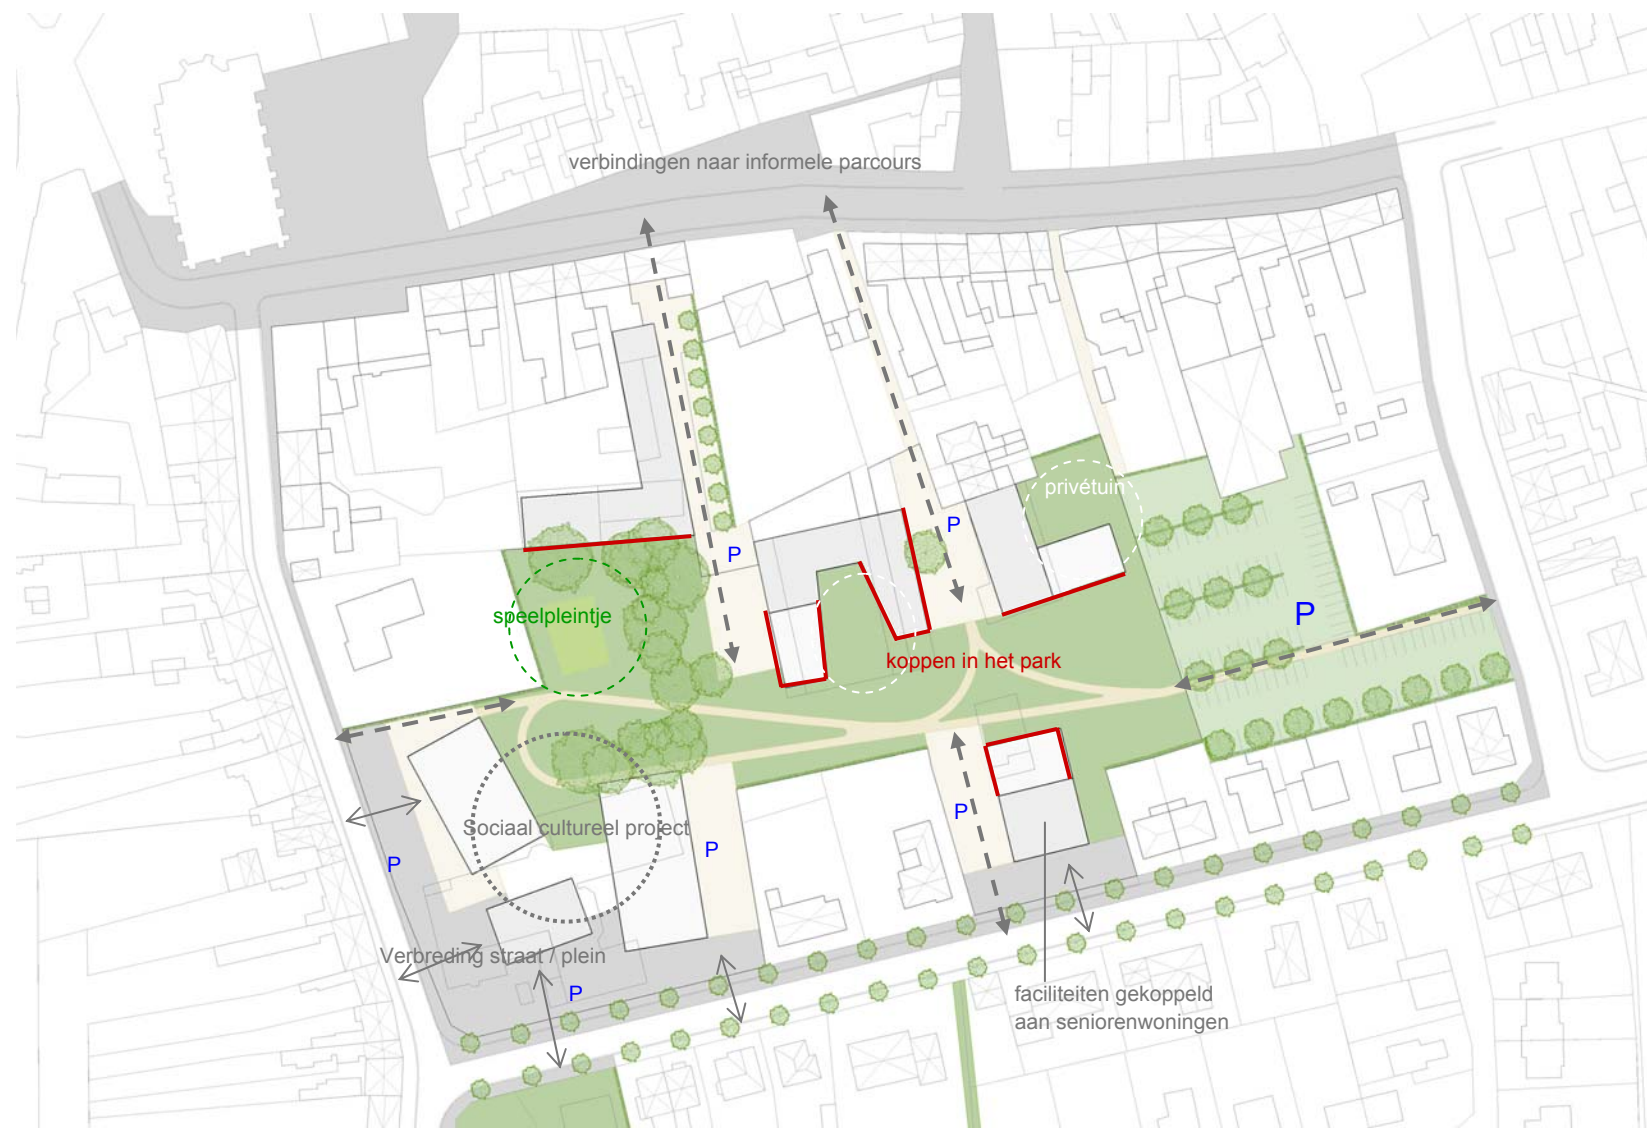 verbindingen naar informele parcours
privétuin
P
P
speelpleintje
P
koppen in het park
P
Sociaal cultureel project
P
P
Verbreding straat / plein
P
faciliteiten gekoppeld
aan seniorenwoningen